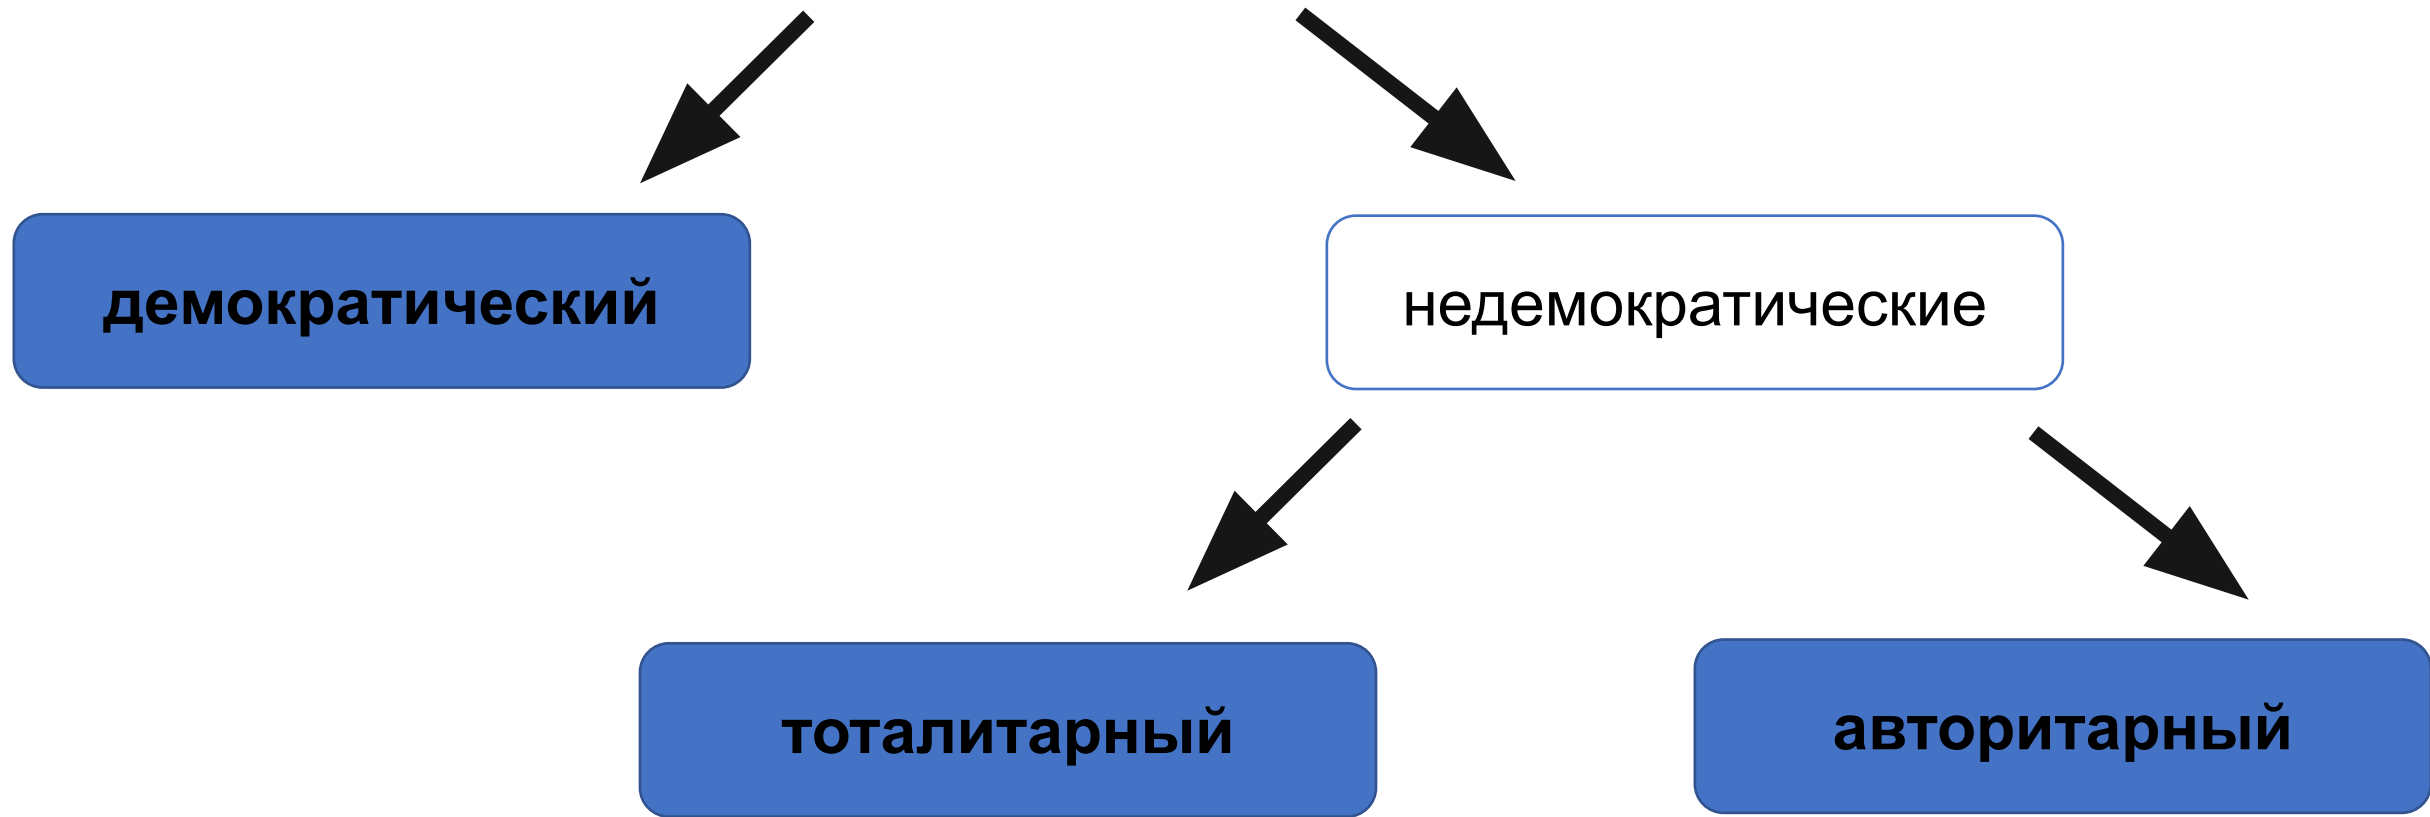 демократический
недемократические
тоталитарный
авторитарный